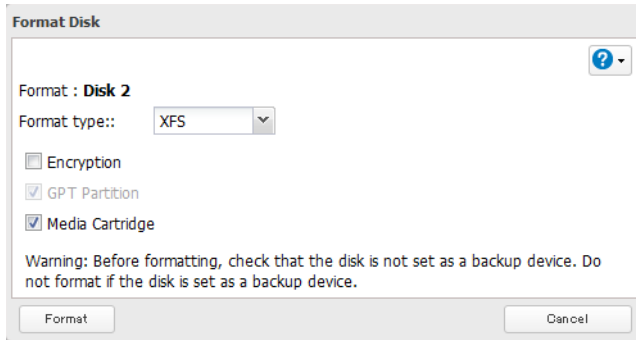 Format Disk
?
Format : Disk 2
Format type:: XFS
Encryption
GPT Partition
Media Cartridge
Warning: Before formatting, check that the disk is not set as a backup device. Do
not format if the disk is set as a backup device.
Format Cancel